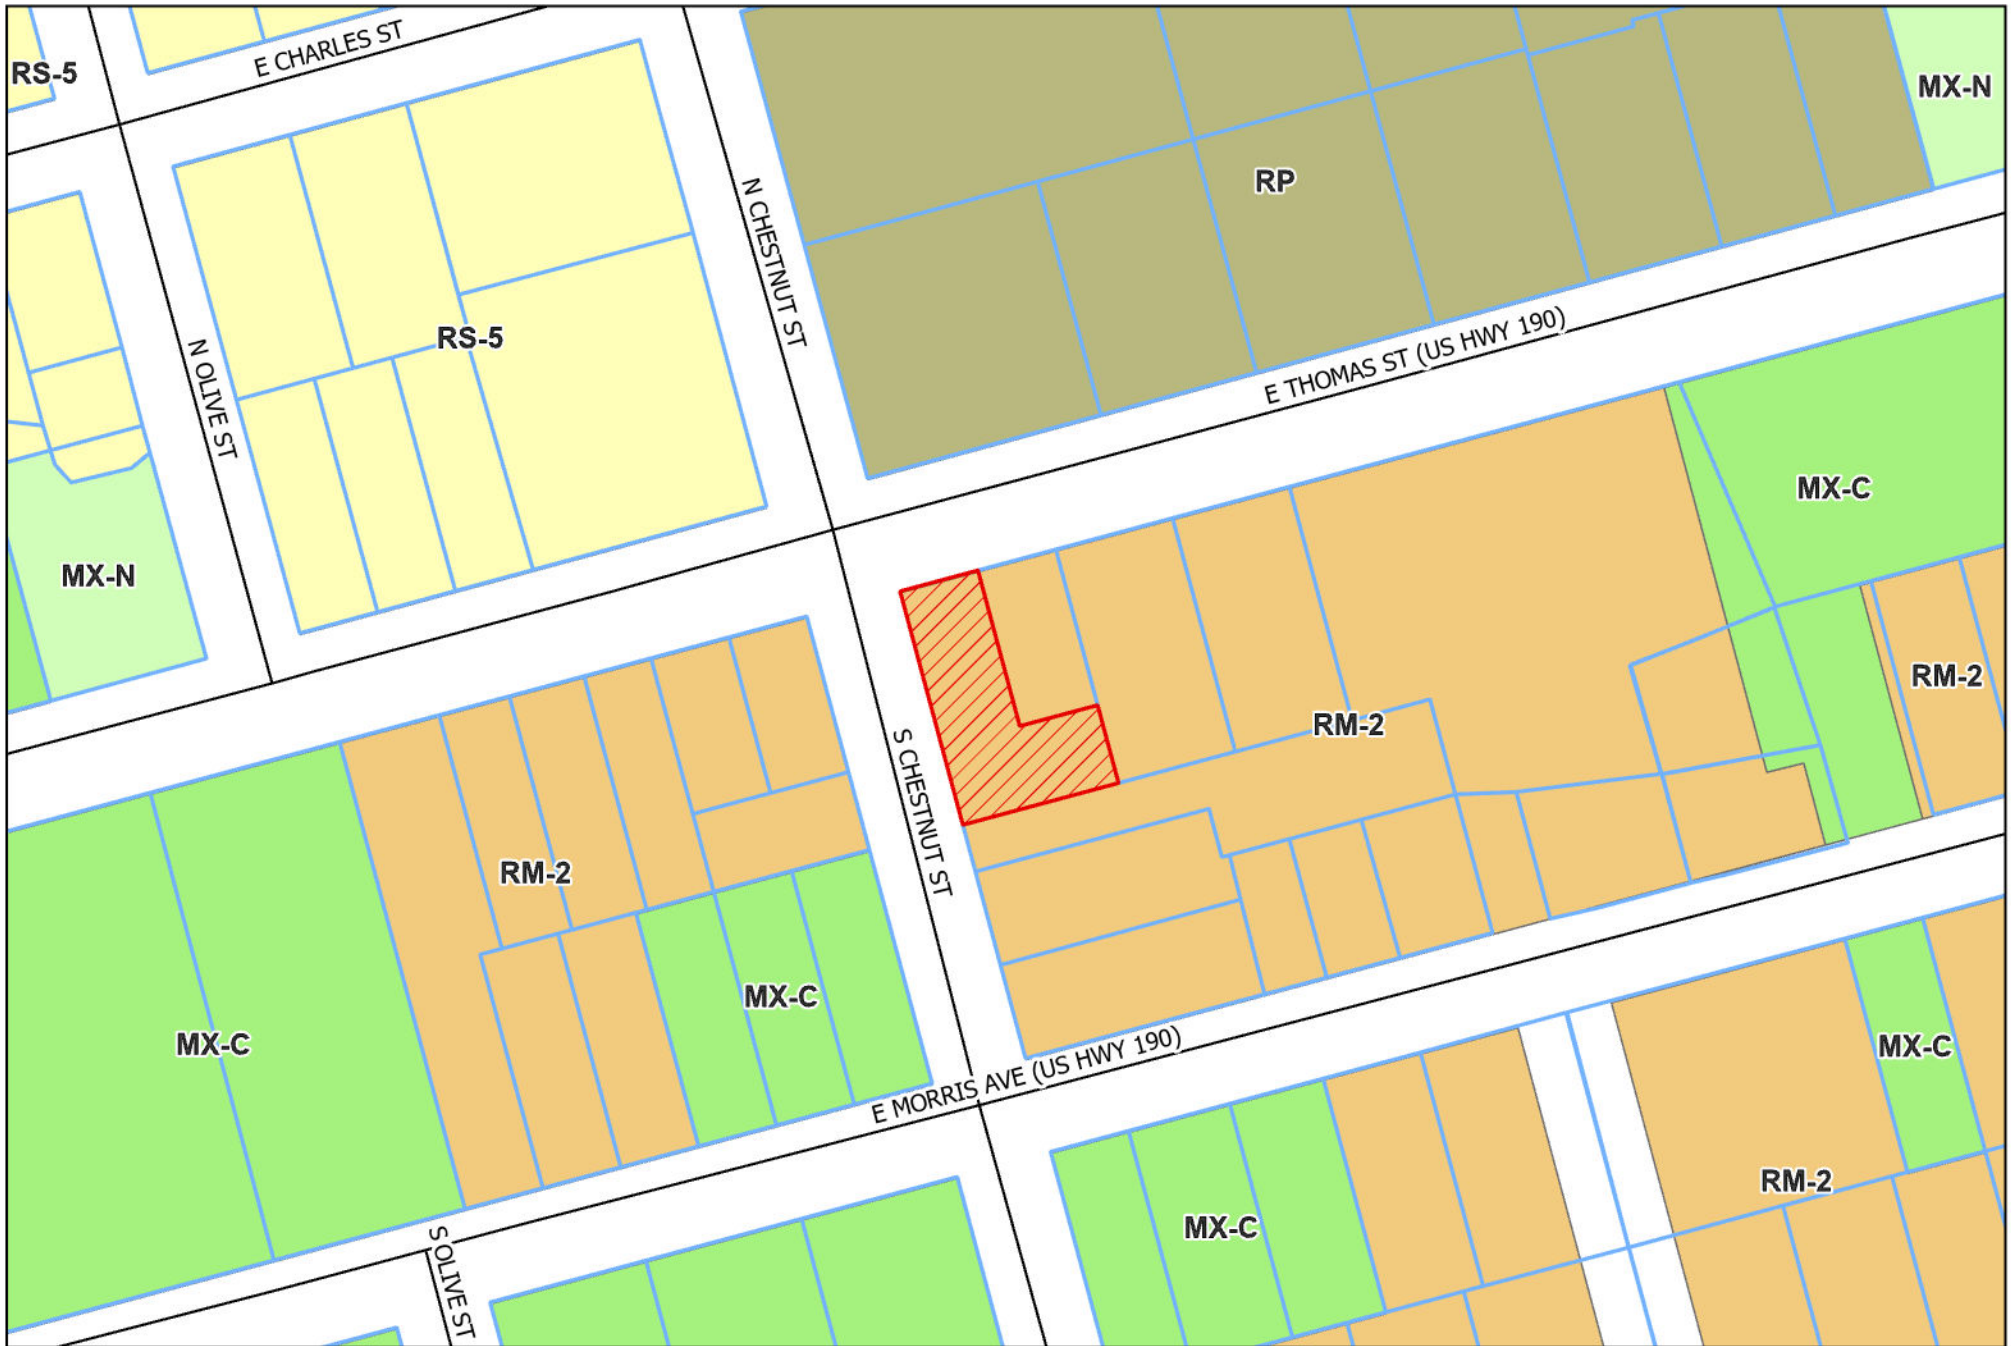 E CHARLES ST
RS-5
MX-N
RP
N CHESTNUT ST
RS-5
N OLIVE ST
E THOMAS ST (US HWY 190)
MX-C
MX-N
RM-2
RM-2
S CHESTNUT ST
RM-2
MX-C
MX-C
E MORRIS AVE (US HWY 190)
MX-C
RM-2
MX-C
S OLIVE ST